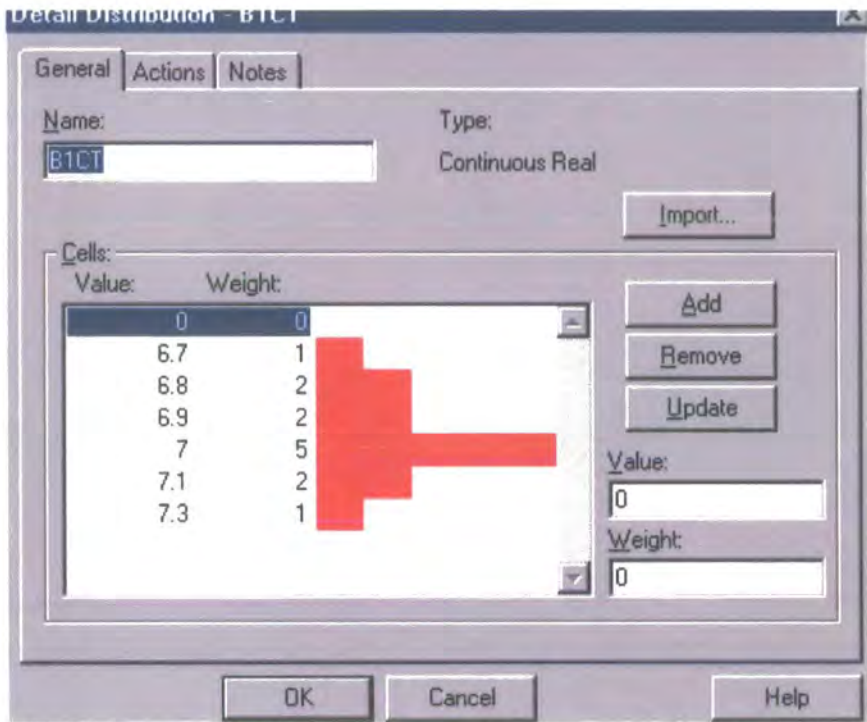 Detail Distribution - B1CT
General Actions Notes
Name: Type:
B1CT Continuous Real
Import...
Cells:
Value: Weight:
0 0
6.7 1
6.8 2
6.9 2
7 5
7.1 2
7.3 1
Add
Remove
Update
Value:
0
Weight:
0
OK Cancel Help